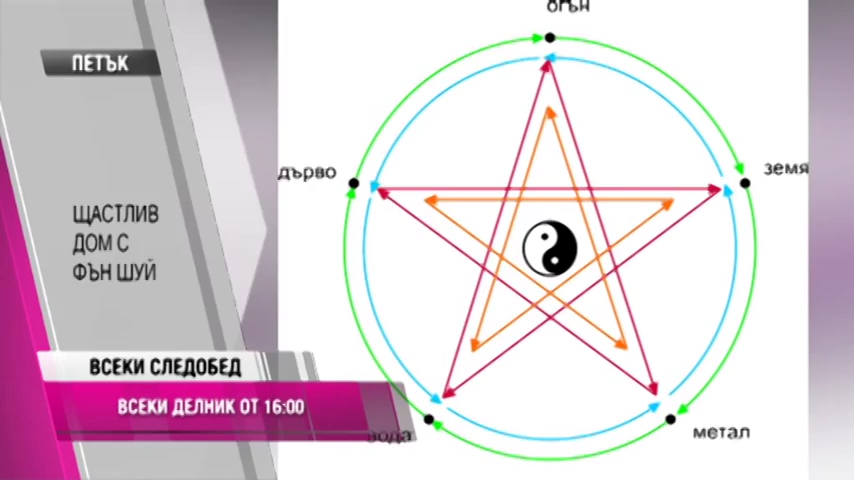 ПЕТЪК
ЩАСТЛИВ
ДОМ С
ФЪН ШУЙ
ВСЕКИ СЛЕДОБЕД
ВСЕКИ ДЕЛНИК ОТ 16:00
огън
дърво
земя
вода
метал